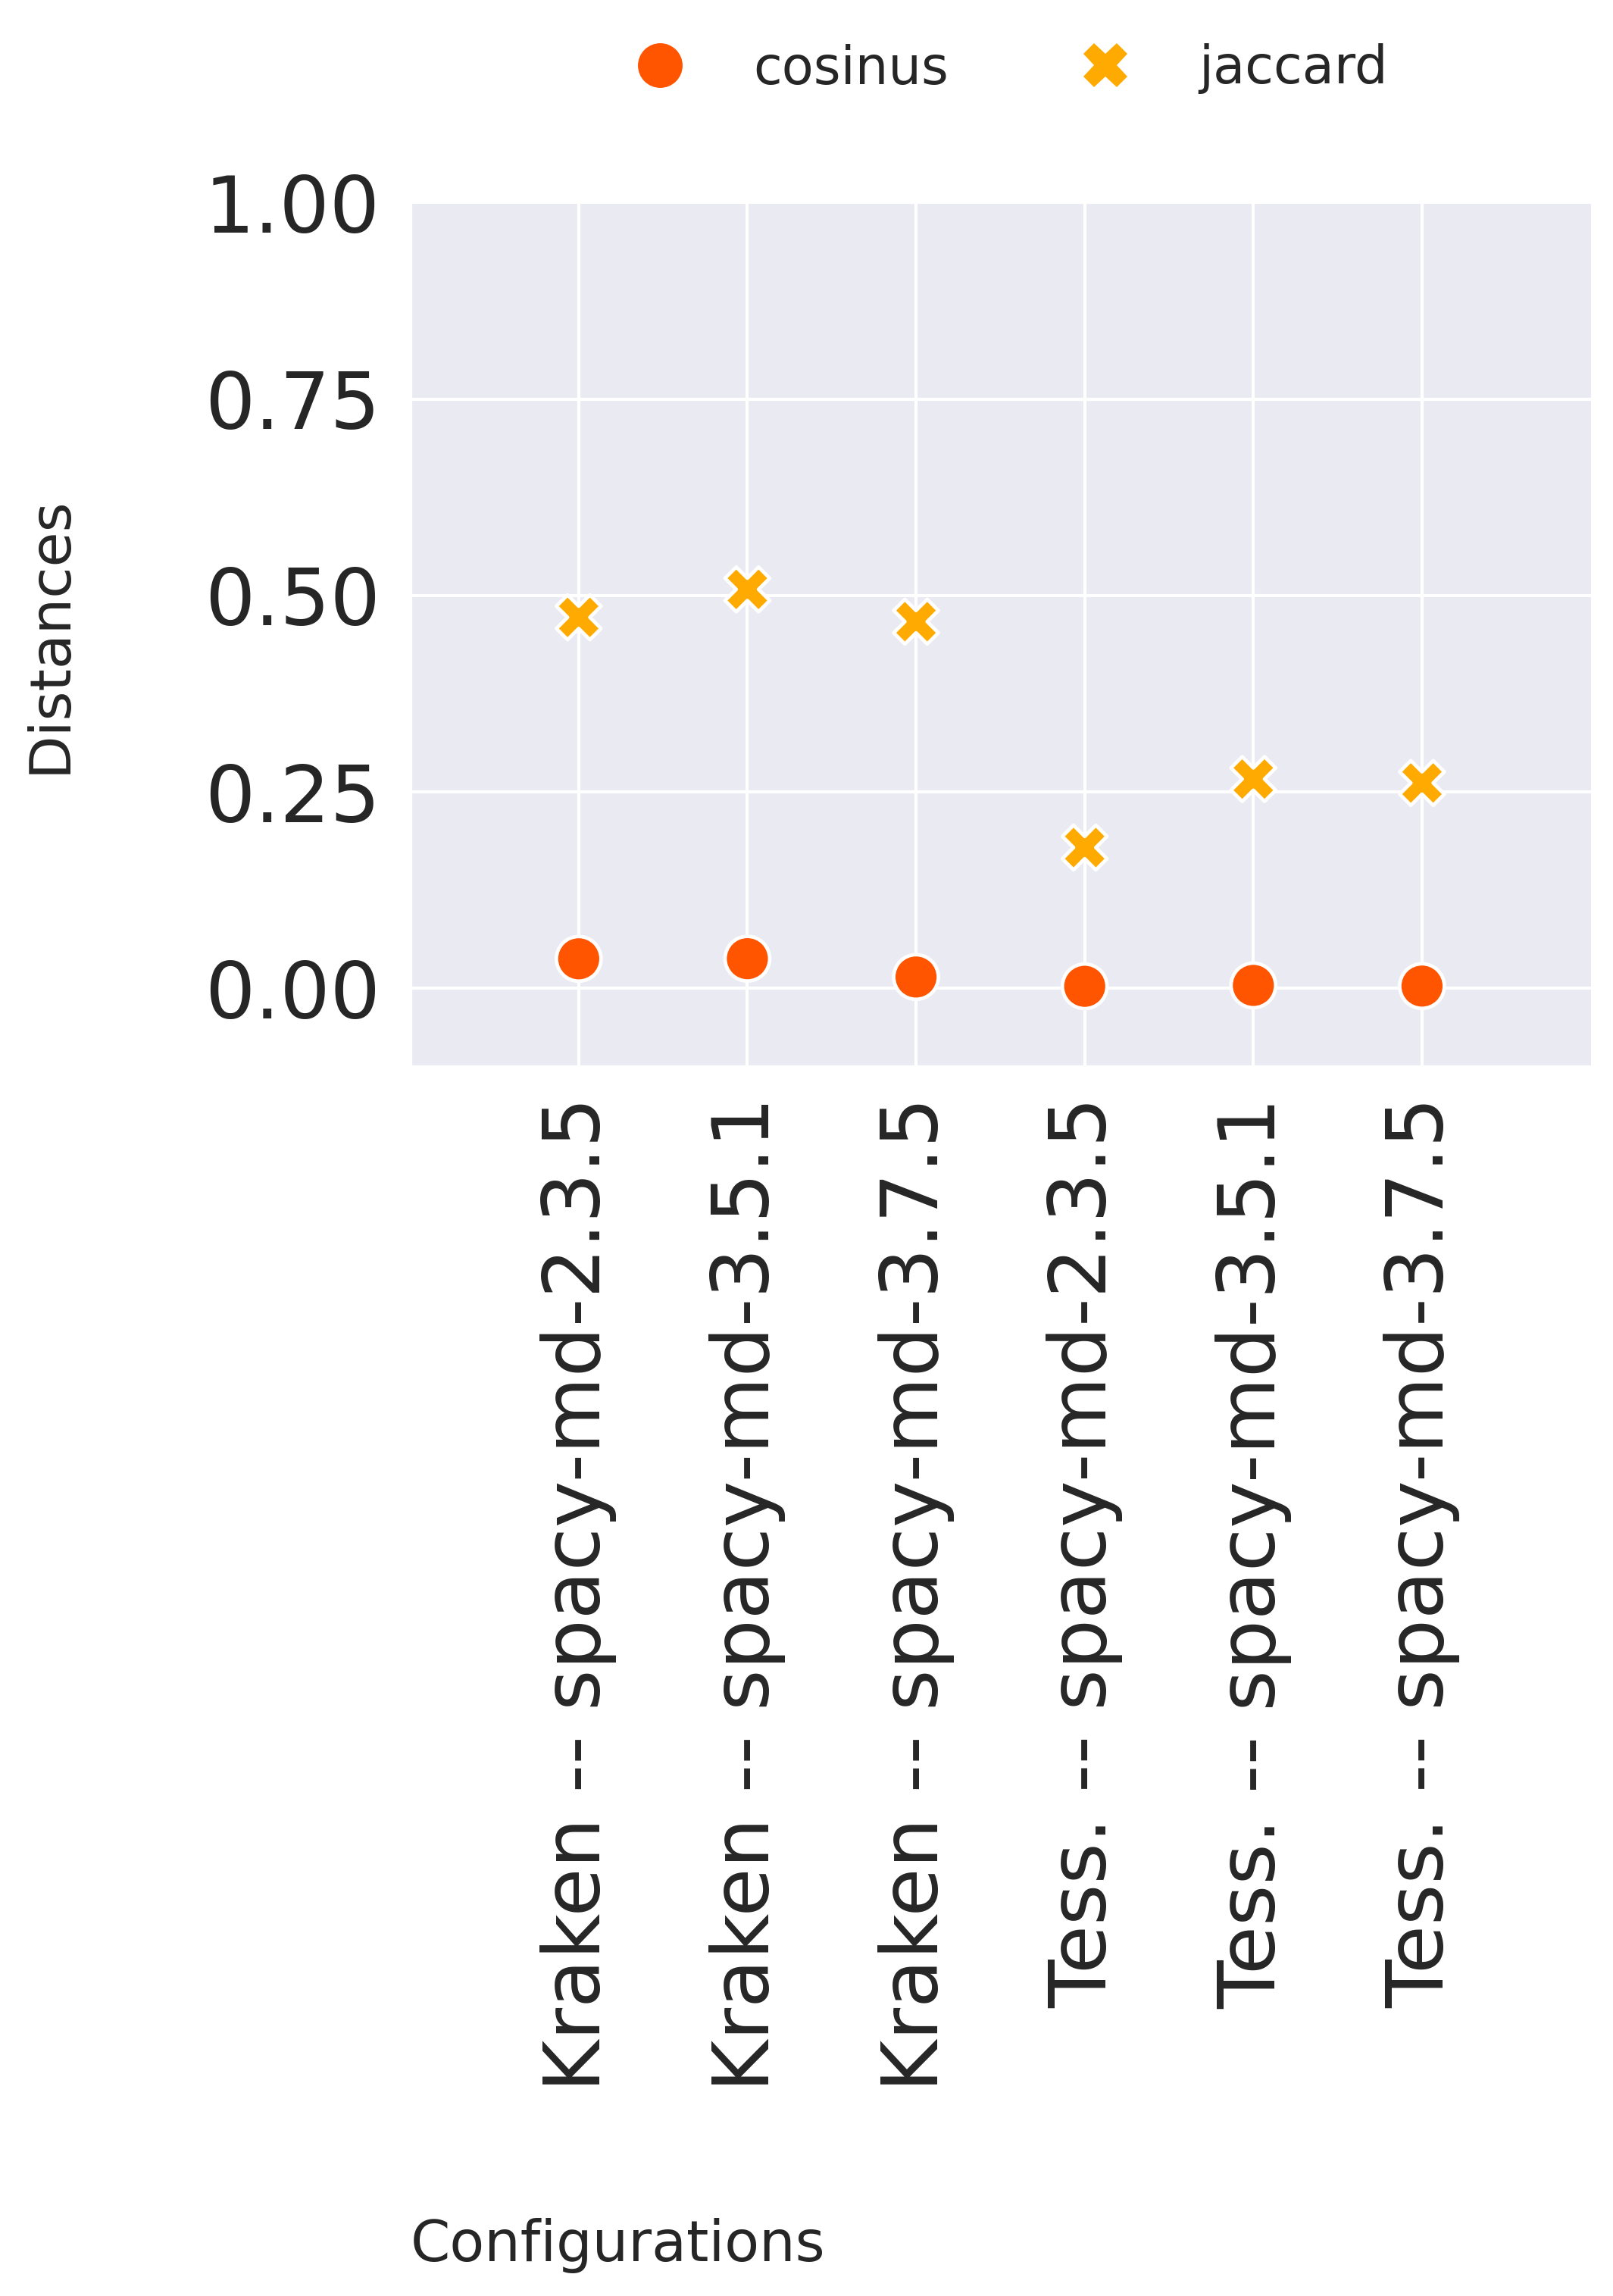 cosinus jaccard
1.00
0.75
0.50
0.25
0.00
Distances
Kraken -- spacy-md-2.3.5
Kraken -- spacy-md-3.5.1
Kraken -- spacy-md-3.7.5
Tess. -- spacy-md-2.3.5
Tess. -- spacy-md-3.5.1
Tess. -- spacy-md-3.7.5
Configurations